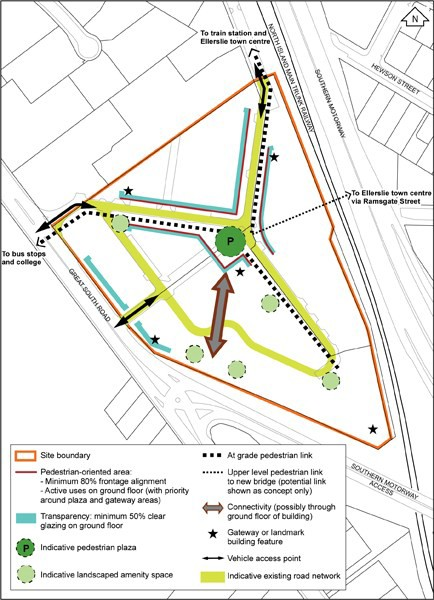 To train station and
Ellerslie town centre
N
NORTH ISLAND MAIN TRUNK RAILWAY
SOUTHERN MOTORWAY
HEWSON STREET
To Ellerslie town centre
via Ramsgate Street
P
To bus stops
and college
GREAT SOUTH ROAD
SOUTHERN MOTORWAY
ACCESS
Site boundary
Pedestrian-oriented area:
- Minimum 80% frontage alignment
- Active uses on ground floor (with priority
around plaza and gateway areas)
Transparency: minimum 50% clear
glazing on ground floor
P
Indicative pedestrian plaza
Indicative landscaped amenity space
At grade pedestrian link
Upper level pedestrian link
to new bridge (potential link
shown as concept only)
Connectivity (possibly through
ground floor of building)
Gateway or landmark
building feature
Vehicle access point
Indicative existing road network